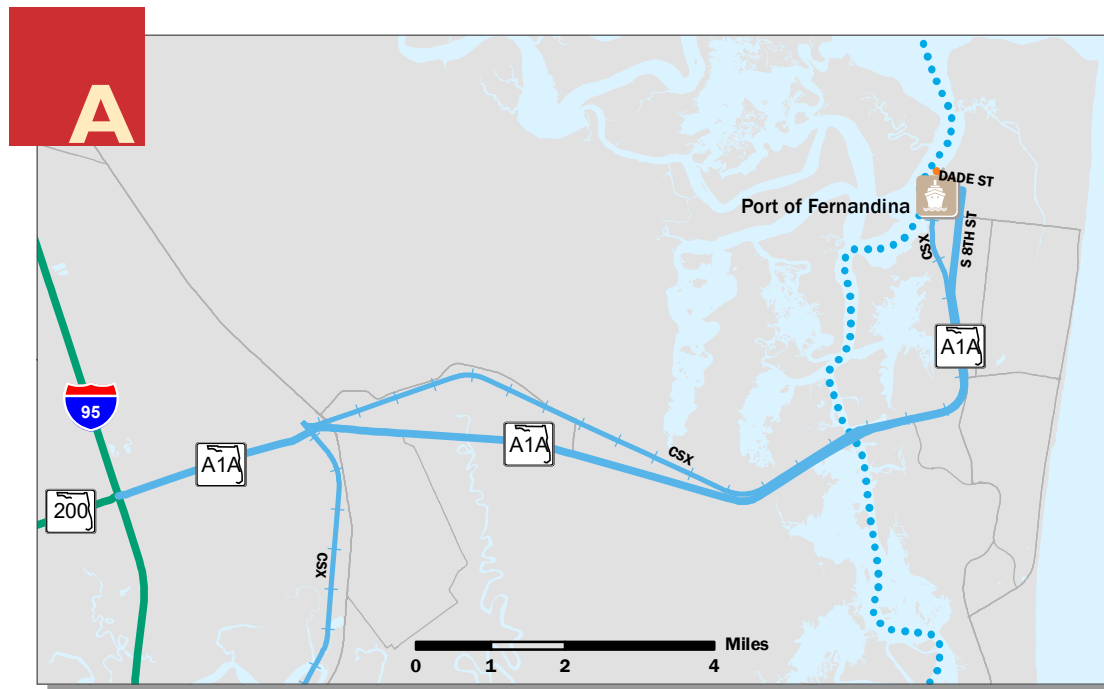 A
DADE ST
Port of Fernandina
CSX
S 8TH ST
A1A
95
A1A
A1A
CSX
200
CSX
Miles
0 1 2 4